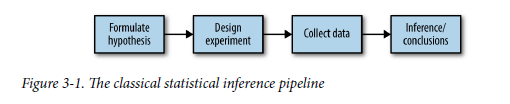 Formulate
hypothesis
Design
experiment
Collect data
Inference/
conclusions
Figure 3-1. The classical statistical inference pipeline